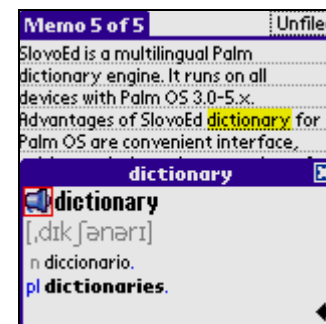 Memo 5 of 5 Unfile
SlovoEd is a multilingual Palm
dictionary engine. It runs on all
devices with Palm OS 3.0-5.x.
Advantages of SlovoEd dictionary for
Palm OS are convenient interface,
dictionary
dictionary
[ˌdɪkʃənərɪ]
n diccionario.
pl dictionaries.